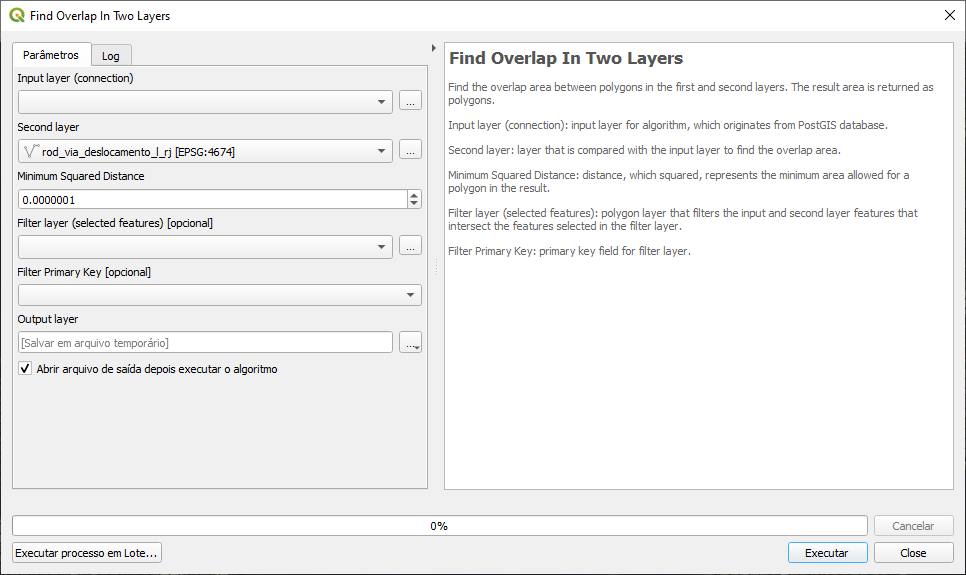 Find Overlap In Two Layers
Parâmetros
Log
Input layer (connection)
...
Second layer
rod_via_deslocamento_l_rj [EPSG:4674]
...
Minimum Squared Distance
0.0000001
Filter layer (selected features) [opcional]
...
Filter Primary Key [opcional]
Output layer
[Salvar em arquivo temporário]
...
Abrir arquivo de saída depois executar o algoritmo
Find Overlap In Two Layers
Find the overlap area between polygons in the first and second layers. The result area is returned as
polygons.
Input layer (connection): input layer for algorithm, which originates from PostGIS database.
Second layer: layer that is compared with the input layer to find the overlap area.
Minimum Squared Distance: distance, which squared, represents the minimum area allowed for a
polygon in the result.
Filter layer (selected features): polygon layer that filters the input and second layer features that
intersect the features selected in the filter layer.
Filter Primary Key: primary key field for filter layer.
0%
Cancelar
Executar processo em Lote...
Executar
Close